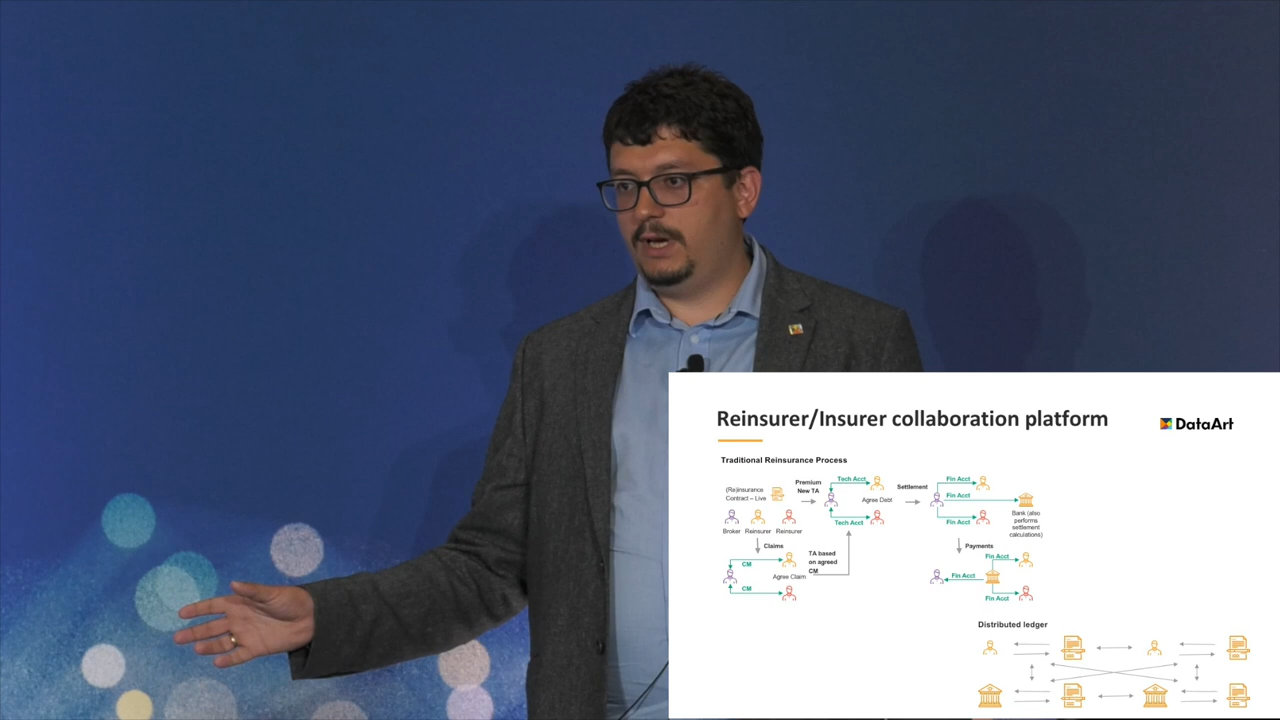 Reinsurer/Insurer collaboration platform
DataArt
Traditional Reinsurance Process
(Re)insurance
Contract – Live
Broker
Reinsurer
Reinsurer
Premium
New TA
Tech Acct
Agree Debt
Tech Acct
Settlement
Fin Acct
Fin Acct
Fin Acct
Bank (also
performs
settlement
calculations)
Claims
CM
Agree Claim
CM
TA based
on agreed
CM
Payments
Fin Acct
Fin Acct
Fin Acct
Distributed ledger